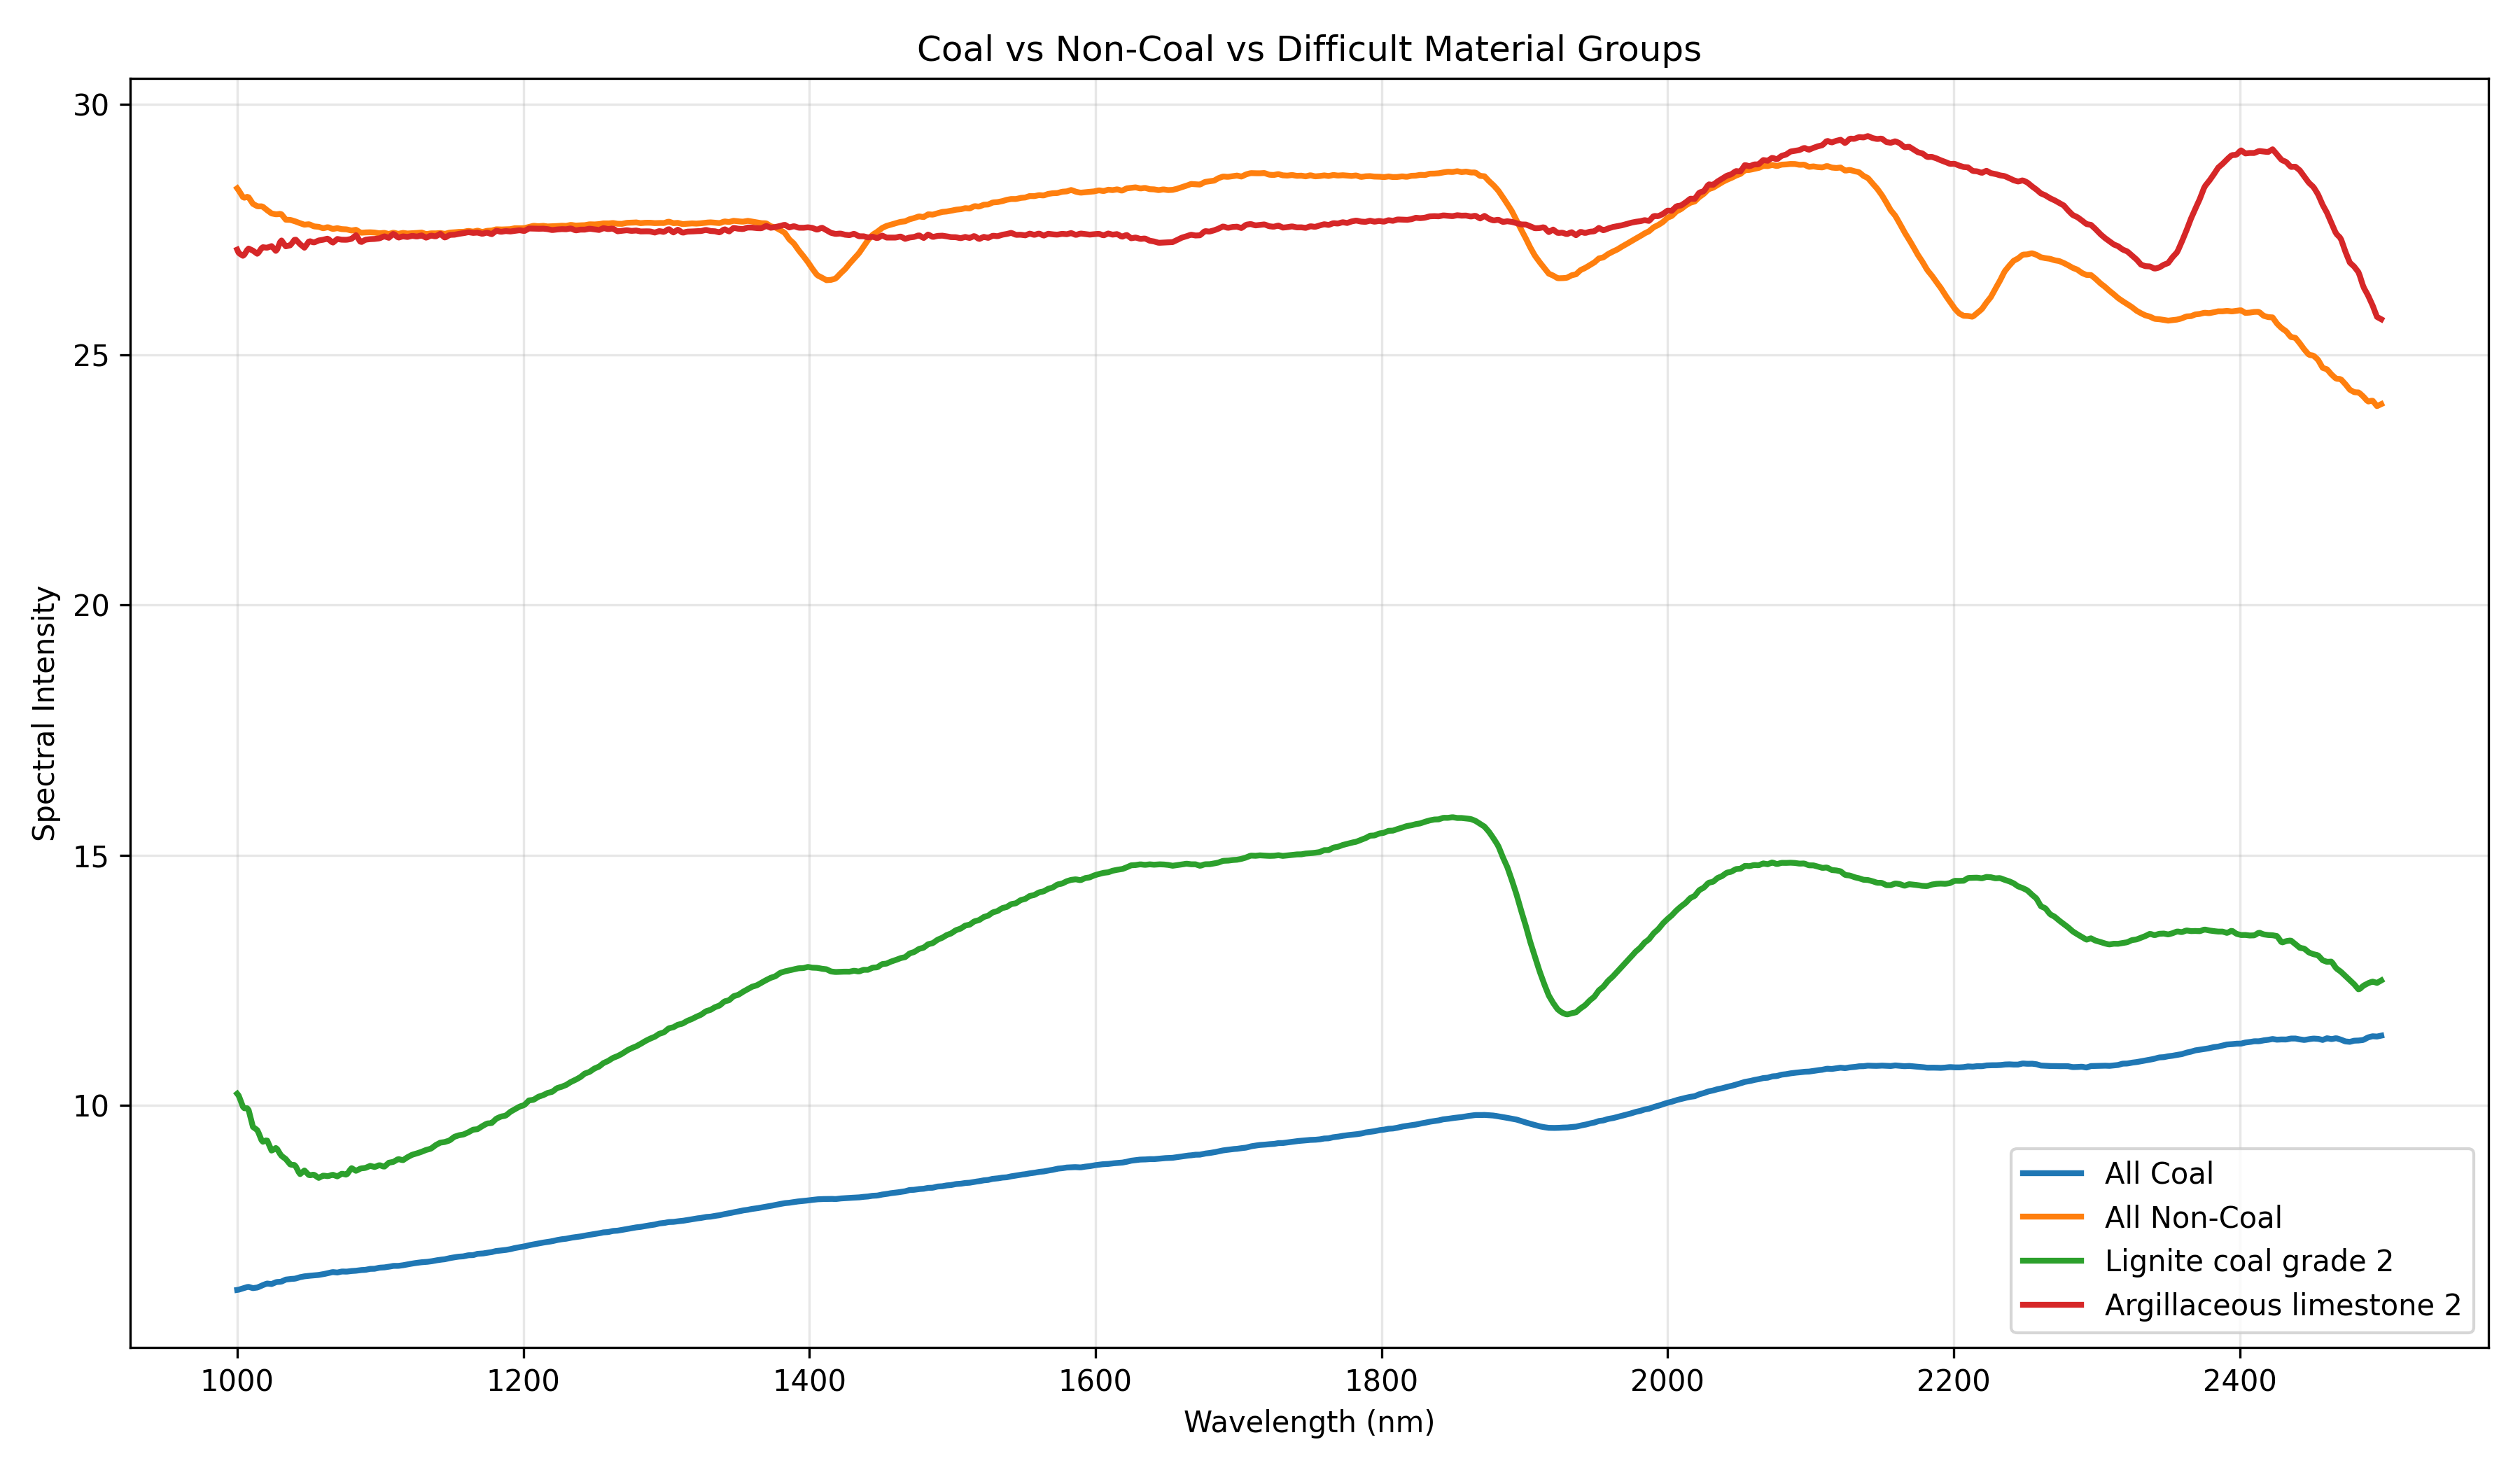 Coal vs Non-Coal vs Difficult Material Groups
30
25
20
15
10
Spectral Intensity
1000 1200 1400 1600 1800 2000 2200 2400
Wavelength (nm)
All Coal
All Non-Coal
Lignite coal grade 2
Argillaceous limestone 2